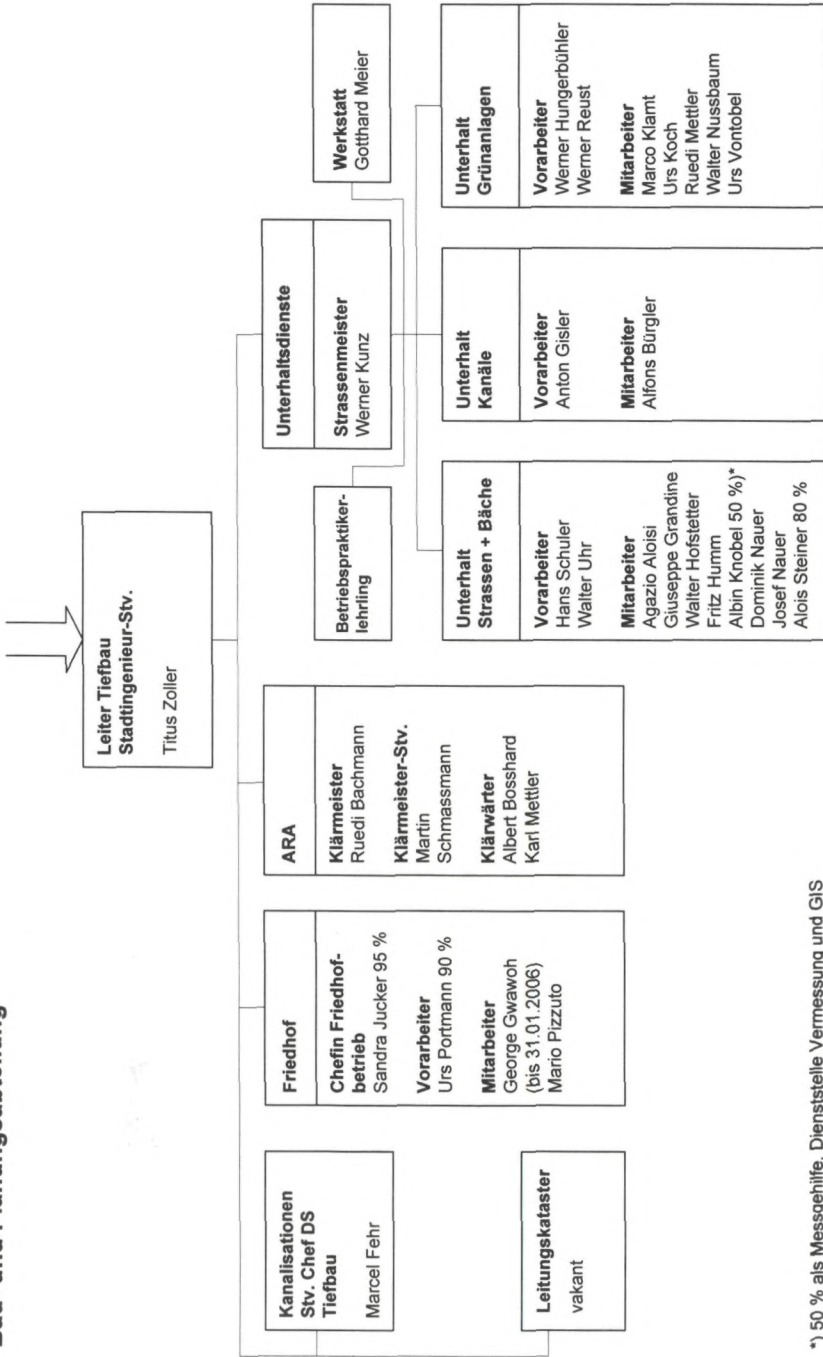 Bau- und Planungsabteilung
Leiter Tiefbau
Stadtingenieur-Stv.
Titus Zoller
Kanalisationen
Stv. Chef DS
Tiefbau
Marcel Fehr
Leitungskataster
vakant
Friedhof
Chefin Friedhof-
betrieb
Sandra Jucker 95 %
Vorarbeiter
Urs Portmann 90 %
Mitarbeiter
George Gwawoh
(bis 31.01.2006)
Mario Pizzuto
ARA
Klärmeister
Ruedi Bachmann
Klärmeister-Stv.
Martin
Schmassmann
Klärwärter
Albert Bosshard
Karl Mettler
Unterhaltsdienste
Strassenmeister
Werner Kunz
Betriebspraktiker-
lehrling
Werkstatt
Gotthard Meier
Unterhalt
Strassen + Bäche
Vorarbeiter
Hans Schuler
Walter Uhr
Mitarbeiter
Agazio Aloisi
Giuseppe Grandine
Walter Hofstetter
Fritz Humm
Albin Knobel 50 %)*
Dominik Nauer
Josef Nauer
Alois Steiner 80 %
Unterhalt
Kanäle
Vorarbeiter
Anton Gisler
Mitarbeiter
Alfons Bürgler
Unterhalt
Grünanlagen
Vorarbeiter
Werner Hungerbühler
Werner Reust
Mitarbeiter
Marco Klamt
Urs Koch
Ruedi Mettler
Walter Nussbaum
Urs Vontobel
*) 50 % als Messgehilfe, Dienststelle Vermessung und GIS